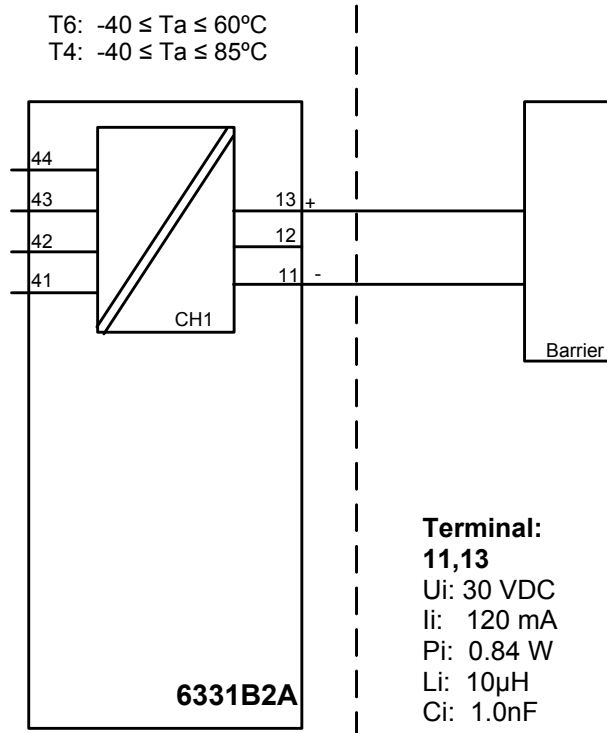 T6: -40 ≤ Ta ≤ 60ºC
T4: -40 ≤ Ta ≤ 85ºC
44
43
42
41
13 +
12
11 -
CH1
Barrier
6331B2A
Terminal:
11,13
Ui: 30 VDC
Ii: 120 mA
Pi: 0.84 W
Li: 10µH
Ci: 1.0nF